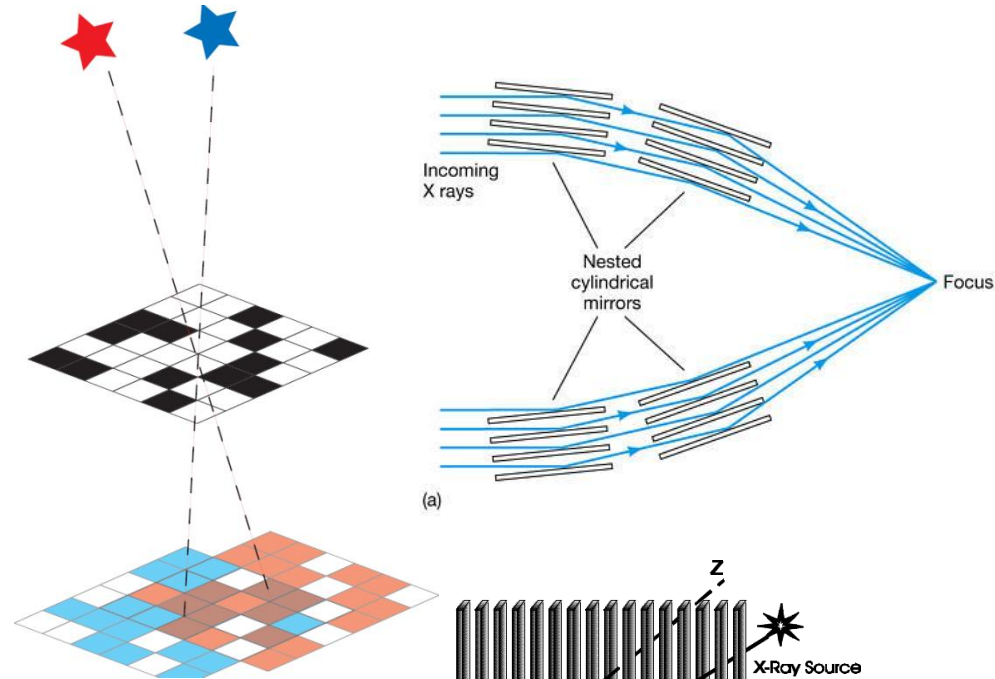 Incoming
X rays
Nested
cylindrical
mirrors
Focus
(a)
Z
X-Ray Source